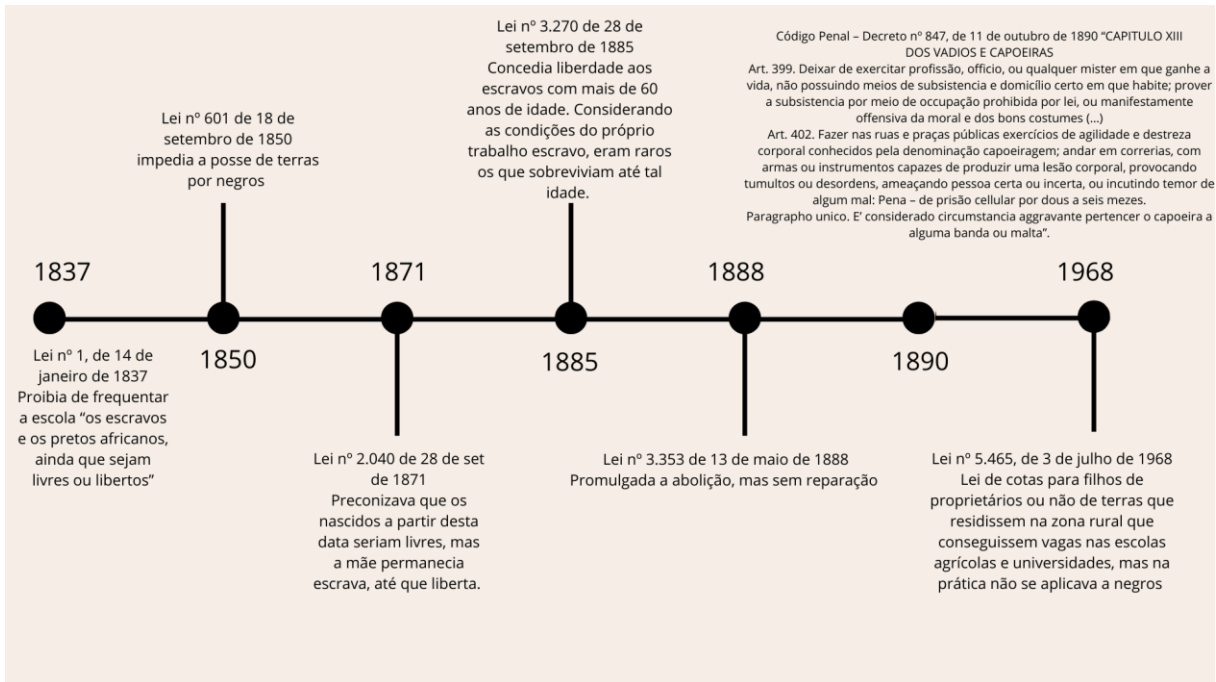 1837
Lei nº 1, de 14 de
janeiro de 1837
Proibia de frequentar
a escola “os escravos
e os pretos africanos,
ainda que sejam
livres ou libertos”
Lei nº 601 de 18 de
setembro de 1850
impedia a posse de terras
por negros
1850
1871
Lei nº 2.040 de 28 de set
de 1871
Preconizava que os
nascidos a partir desta
data seriam livres, mas
a mãe permanecia
escrava, até que liberta.
Lei nº 3.270 de 28 de
setembro de 1885
Concedia liberdade aos
escravos com mais de 60
anos de idade. Considerando
as condições do próprio
trabalho escravo, eram raros
os que sobreviviam até tal
idade.
1885
1888
Lei nº 3.353 de 13 de maio de 1888
Promulgada a abolição, mas sem reparação
Código Penal – Decreto nº 847, de 11 de outubro de 1890 “CAPITULO XIII
DOS VADIOS E CAPOEIRAS
Art. 399. Deixar de exercitar profissão, officio, ou qualquer mister em que ganhe a
vida, não possuindo meios de subsistencia e domicílio certo em que habite; prover
a subsistencia por meio de occupação prohibida por lei, ou manifestamente
offensiva da moral e dos bons costumes (...)
Art. 402. Fazer nas ruas e praças públicas exercícios de agilidade e destreza
corporal conhecidos pela denominação capoeiragem; andar em correrias, com
armas ou instrumentos capazes de produzir uma lesão corporal, provocando
tumultos ou desordens, ameaçando pessoa certa ou incerta, ou incutindo temor de
algum mal: Pena – de prisão cellular por dous a seis mezes.
Paragrapho unico. E’ considerado circumstancia aggravante pertencer o capoeira a
alguma banda ou malta”.
1890
1968
Lei nº 5.465, de 3 de julho de 1968
Lei de cotas para filhos de
proprietários ou não de terras que
residissem na zona rural que
conseguissem vagas nas escolas
agrícolas e universidades, mas na
prática não se aplicava a negros